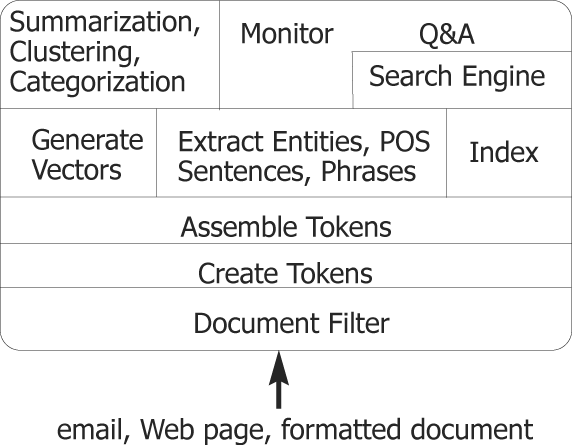 Summarization,
Clustering,
Categorization
Monitor
Q&A
Search Engine
Generate
Vectors
Extract Entities, POS
Sentences, Phrases
Index
Assemble Tokens
Create Tokens
Document Filter
email, Web page, formatted document